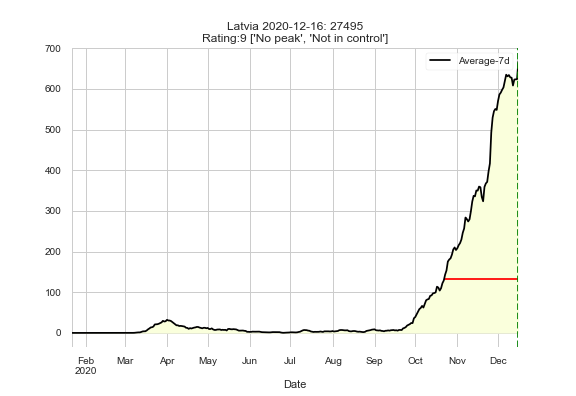 Latvia 2020-12-16: 27495
Rating:9 ['No peak', 'Not in control']
Average-7d
700
600
500
400
300
200
100
0
Feb Mar Apr May Jun Jul Aug Sep Oct Nov Dec
2020
Date